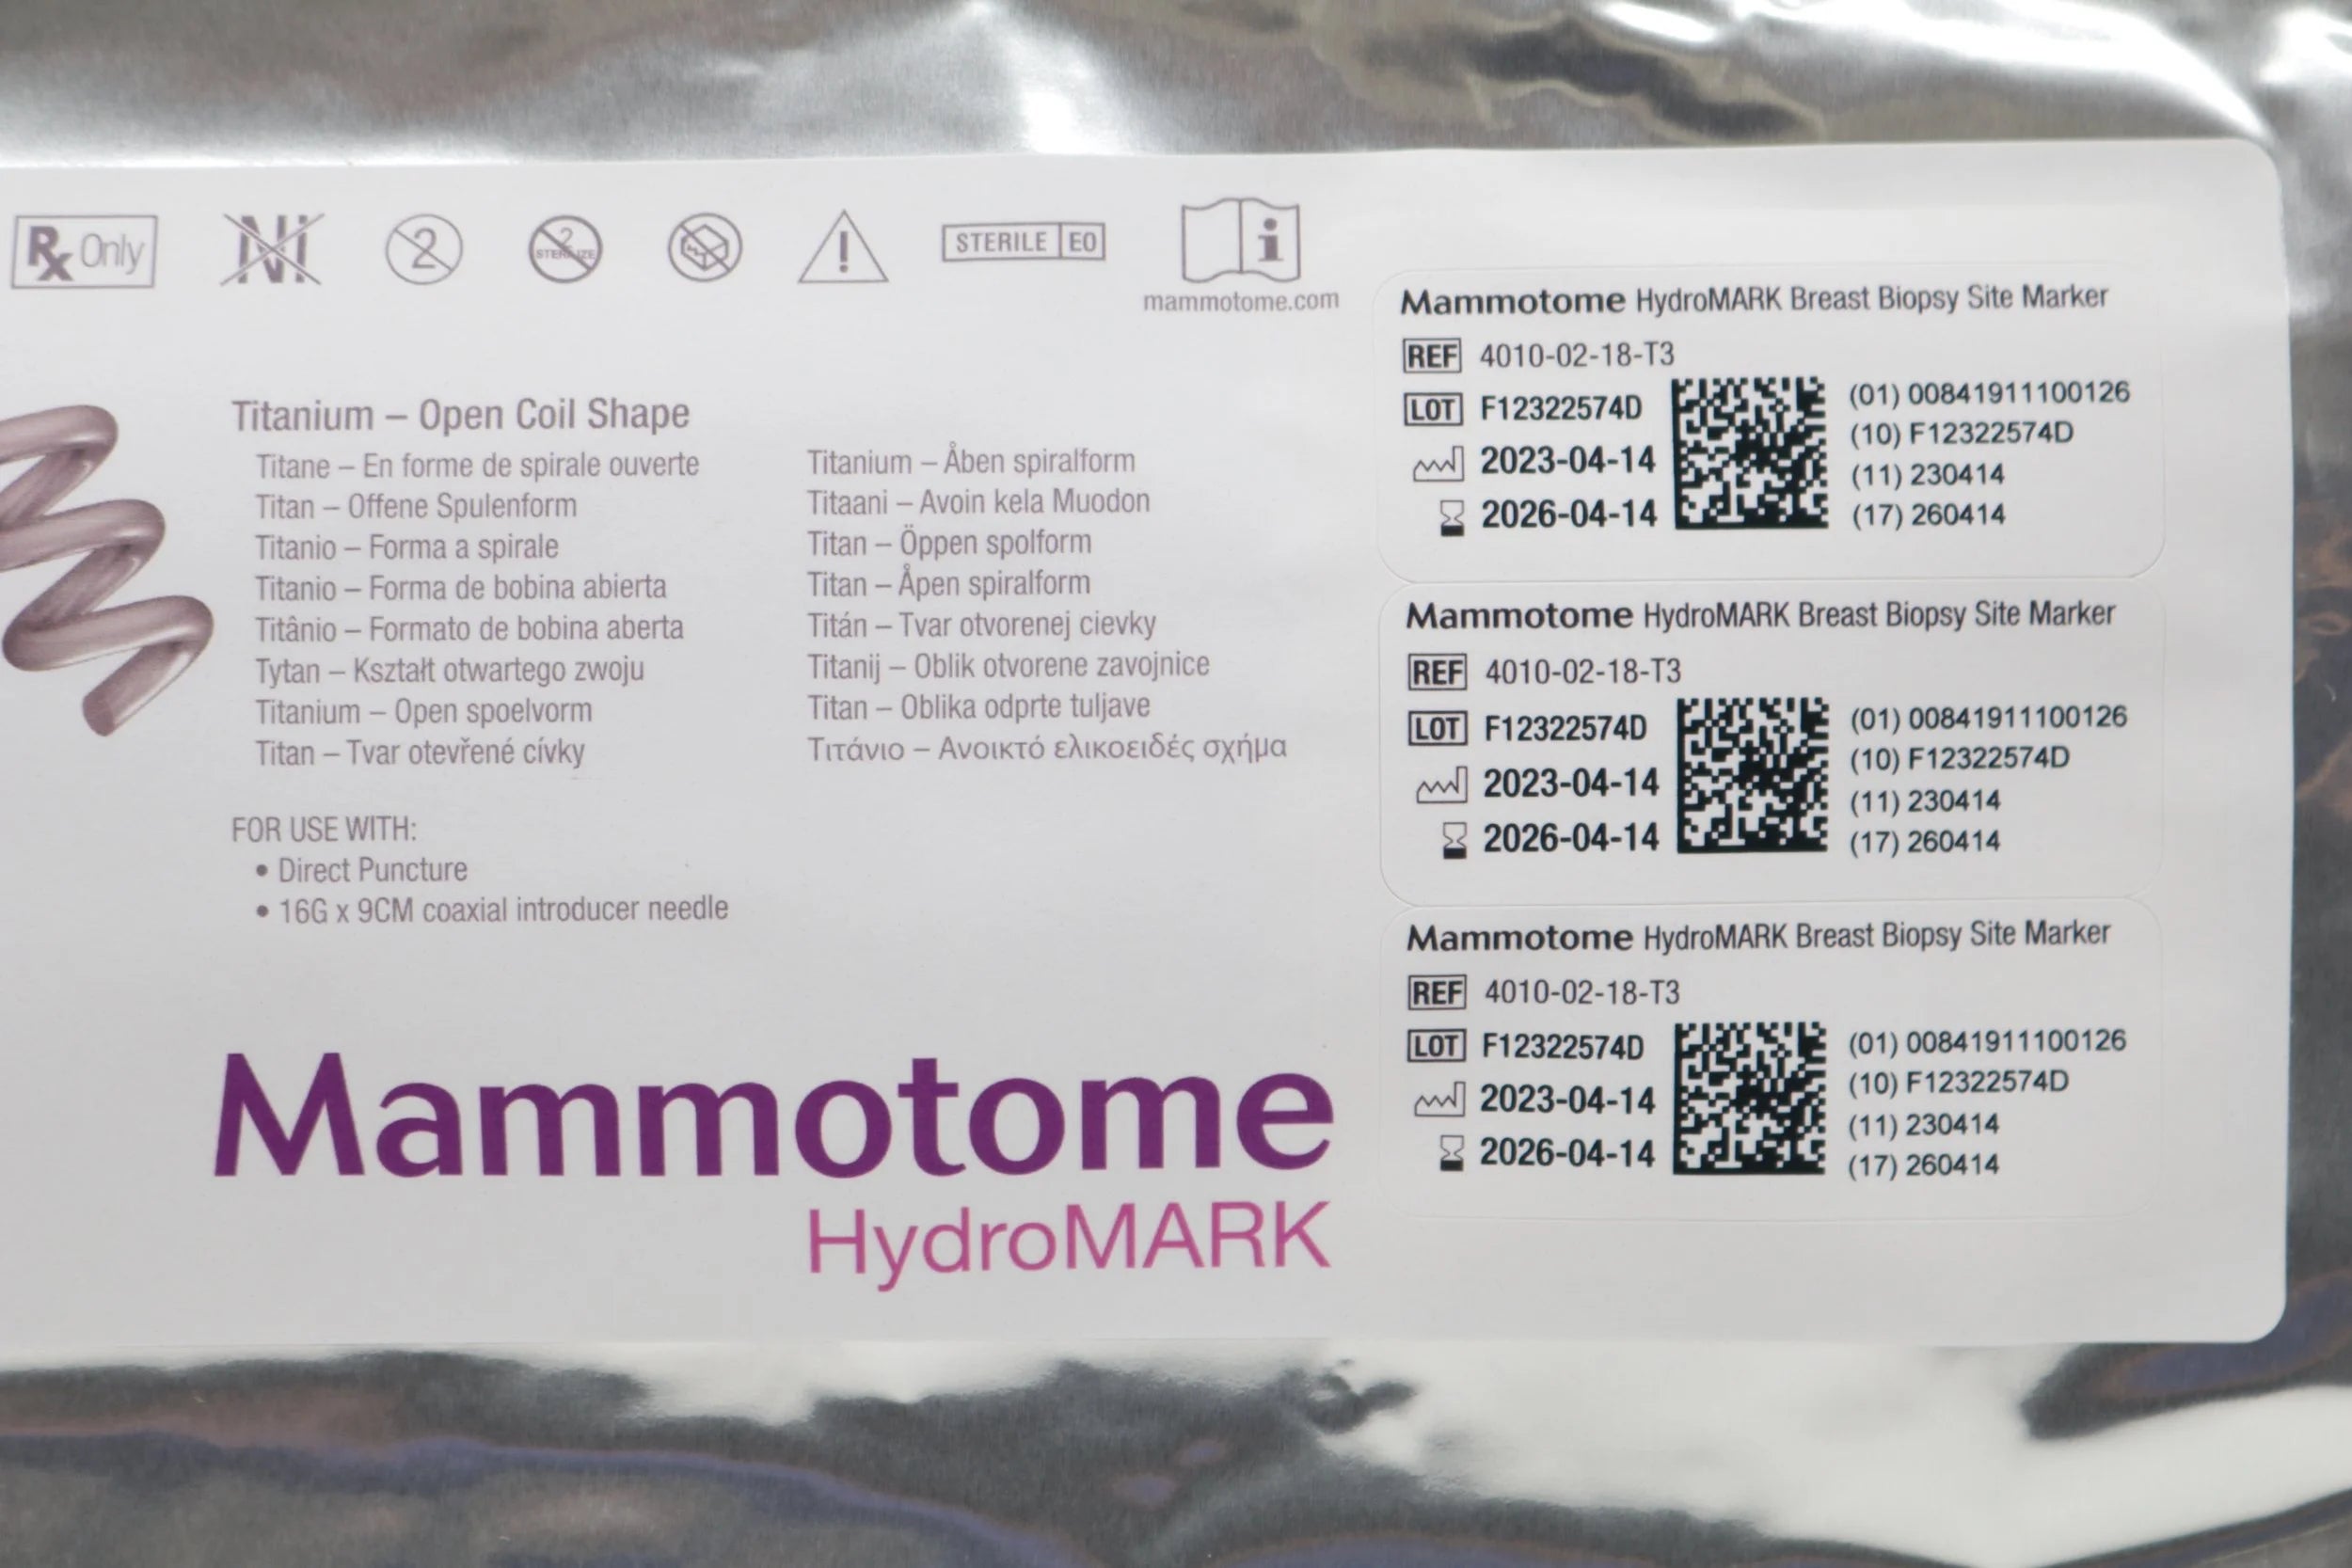 Rx Only
Ni
2
2
STERILIZE
!
STERILE EO
i
mammotome.com
Titanium – Open Coil Shape
Titane – En forme de spirale ouverte
Titan – Offene Spulenform
Titanio – Forma a spirale
Titanio – Forma de bobina abierta
Titânio – Formato de bobina aberta
Tytan – Kształt otwartego zwoju
Titanium – Open spoelvorm
Titan – Tvar otevřené cívky
Titanium – Åben spiralform
Titaani – Avoin kela Muodon
Titan – Öppen spolform
Titan – Åpen spiralform
Titán – Tvar otvorenej cievky
Titanij – Oblik otvorene zavojnice
Titan – Oblika odprte tuljave
Τιτάνιο – Ανοικτό ελικοειδές σχήμα
FOR USE WITH:
• Direct Puncture
• 16G x 9CM coaxial introducer needle
Mammotome
HydroMARK
Mammotome HydroMARK Breast Biopsy Site Marker
REF 4010-02-18-T3
LOT F12322574D
2023-04-14
2026-04-14
(01) 00841911100126
(10) F12322574D
(11) 230414
(17) 260414
Mammotome HydroMARK Breast Biopsy Site Marker
REF 4010-02-18-T3
LOT F12322574D
2023-04-14
2026-04-14
(01) 00841911100126
(10) F12322574D
(11) 230414
(17) 260414
Mammotome HydroMARK Breast Biopsy Site Marker
REF 4010-02-18-T3
LOT F12322574D
2023-04-14
2026-04-14
(01) 00841911100126
(10) F12322574D
(11) 230414
(17) 260414